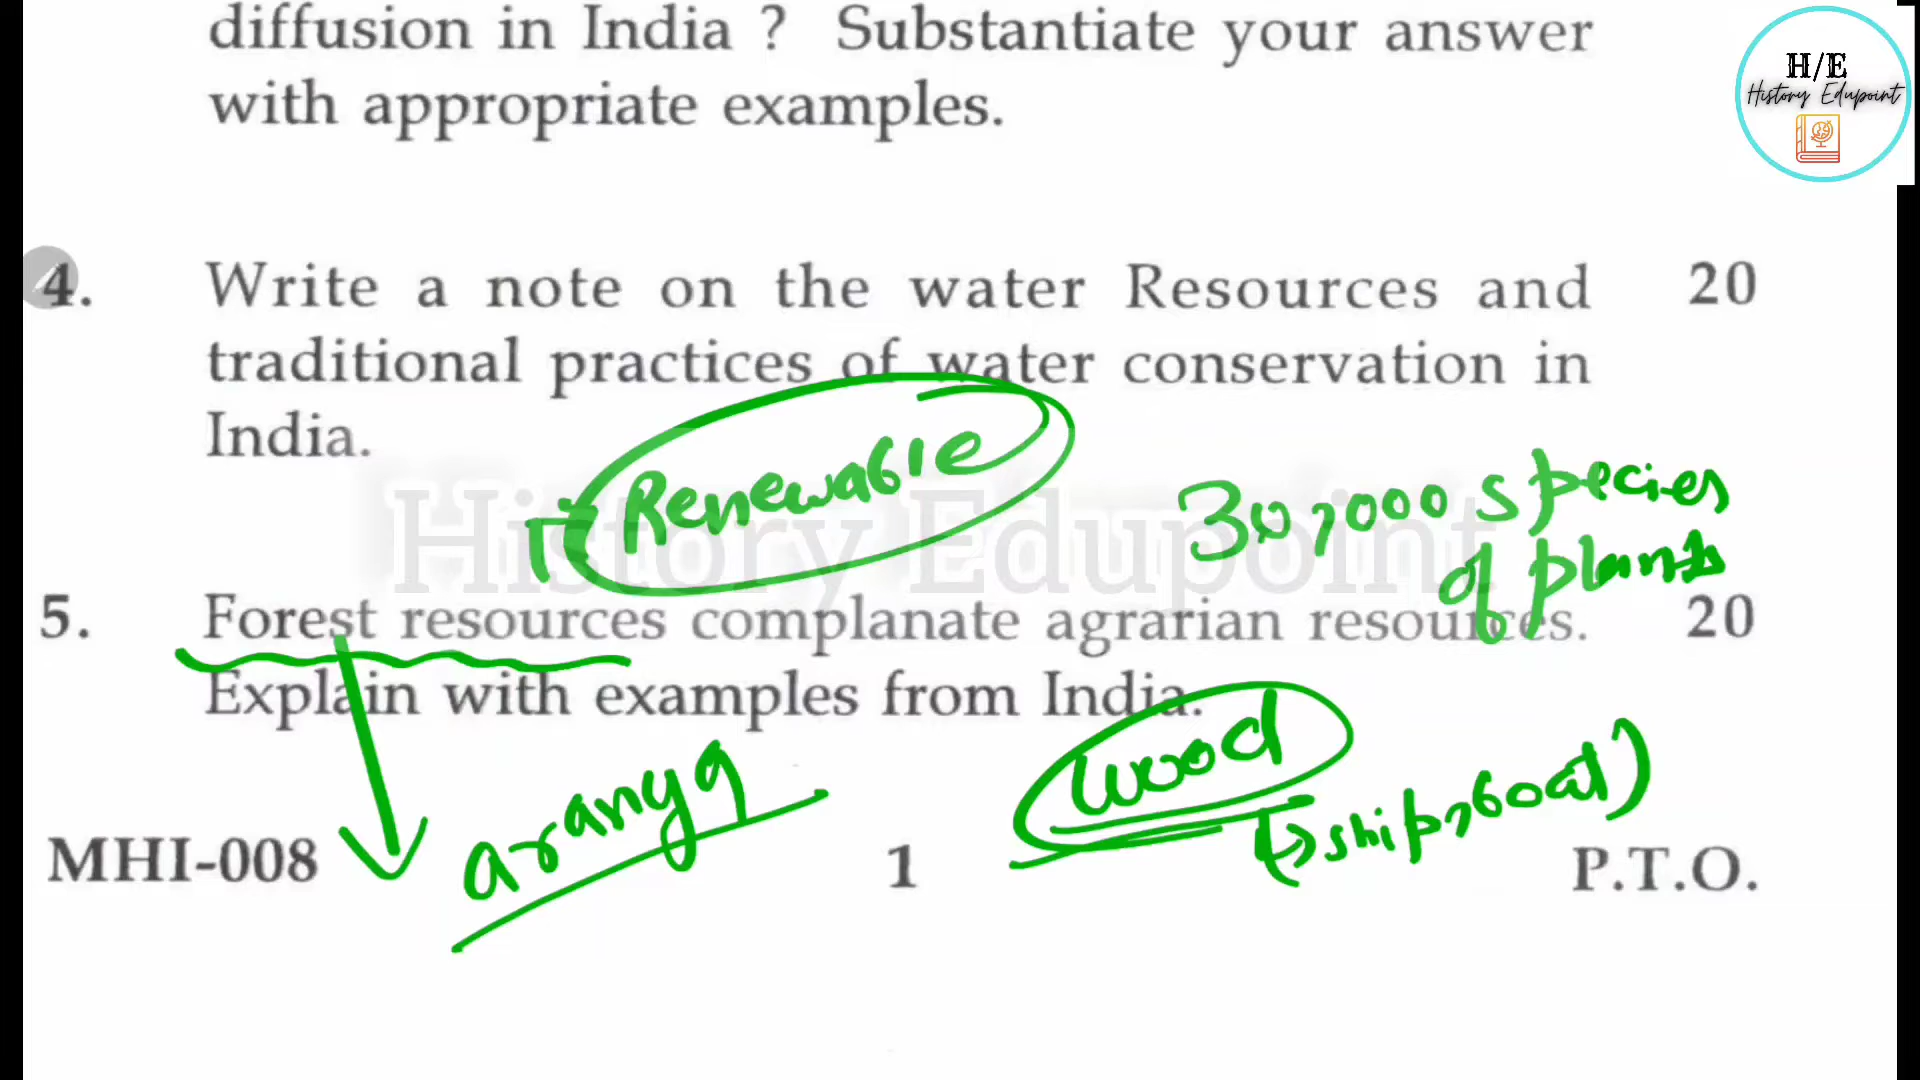 diffusion in India ? Substantiate your answer
with appropriate examples.
H/E
History Edupoint
4. Write a note on the water Resources and 20
traditional practices of water conservation in
India.
Renewable
History Edupoint
species
of plants
5. Forest resources complanate agrarian resources. 20
Explain with examples from India.
wood
(→ship, boat)
aranya
MHI-008 1 P.T.O.